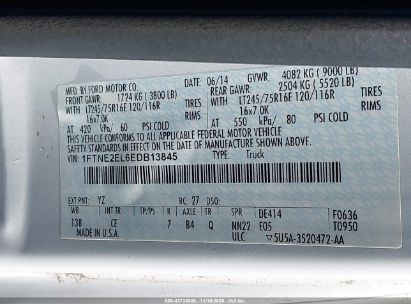 MFD. BY FORD MOTOR CO.
06/14 GVWR: 4082 KG ( 9000 LB)
FRONT GAWR: 1724 KG ( 3800 LB)
REAR GAWR: 2504 KG ( 5520 LB)
LT245/75R16E 120/116R TIRES
LT245/75R16E 120/116R TIRES
16x7.0K RIMS
16x7.0K RIMS
AT 420 kPa/ 60 PSI COLD
AT 550 kPa/ 80 PSI COLD
THIS VEHICLE CONFORMS TO ALL APPLICABLE FEDERAL MOTOR VEHICLE
SAFETY STANDARDS IN EFFECT ON THE DATE OF MANUFACTURE SHOWN ABOVE.
VIN: 1FTNE2EL6EDB13845
TYPE: Truck
EXT PNT: YZ RC: 27 DSO:
WB INT TR TP/PS R AXLE TR SPR
138 CE 7 B4 Q NN22
DE414 F0636
E05 T0950
ULC 5U5A-3520472-AA